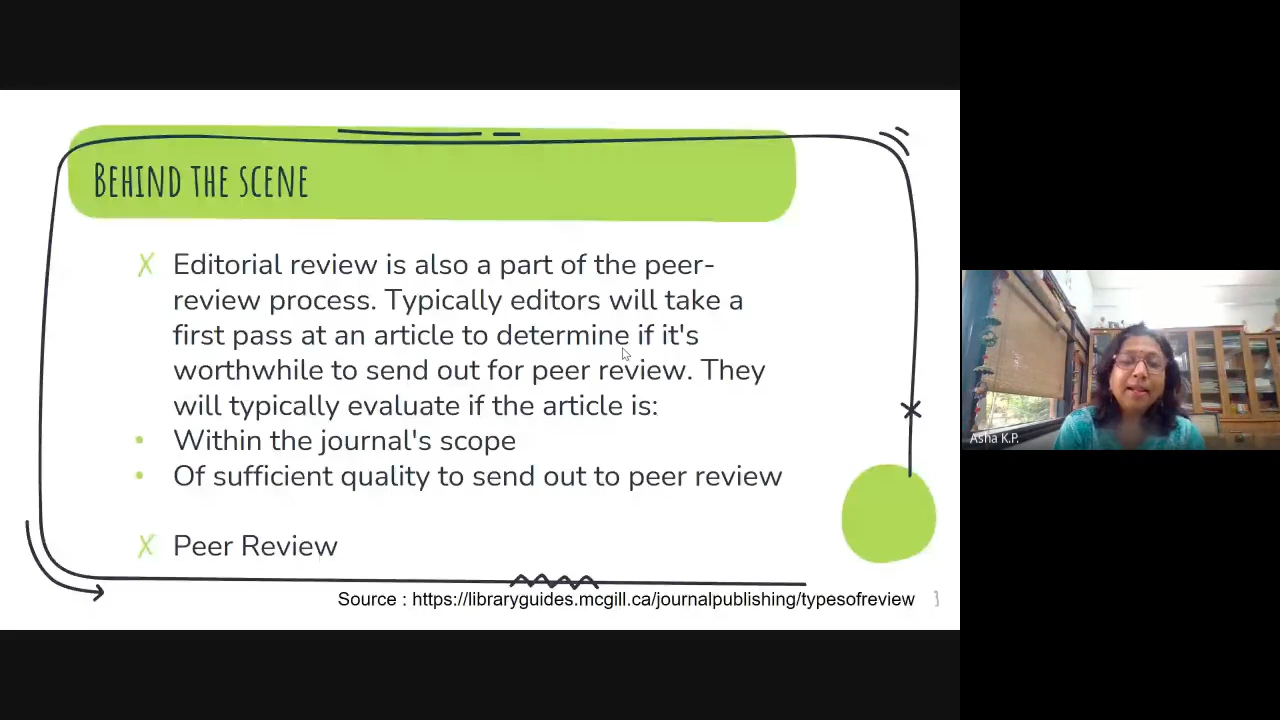 Behind the scene
Editorial review is also a part of the peer-
review process. Typically editors will take a
first pass at an article to determine if it's
worthwhile to send out for peer review. They
will typically evaluate if the article is:
Within the journal's scope
Of sufficient quality to send out to peer review
Peer Review
Source : https://libraryguides.mcgill.ca/journalpublishing/typesofreview
Asha K.P.